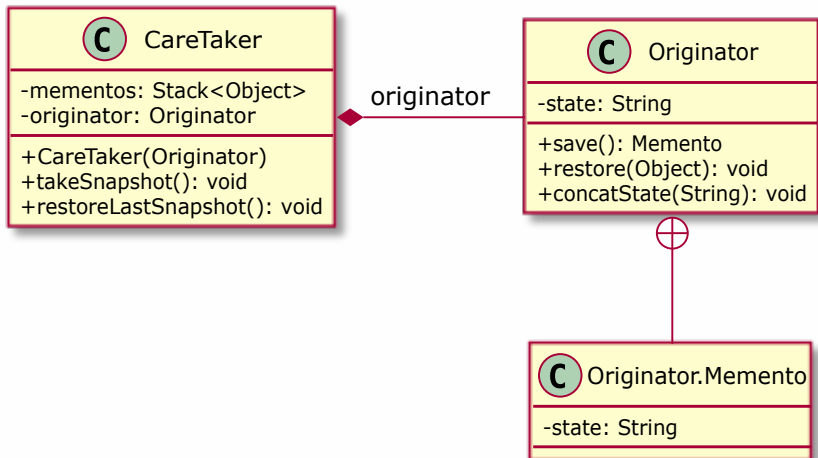 C CareTaker
-mementos: Stack<Object>
-originator: Originator
+CareTaker(Originator)
+takeSnapshot(): void
+restoreLastSnapshot(): void
originator
C Originator
-state: String
+save(): Memento
+restore(Object): void
+concatState(String): void
C Originator.Memento
-state: String